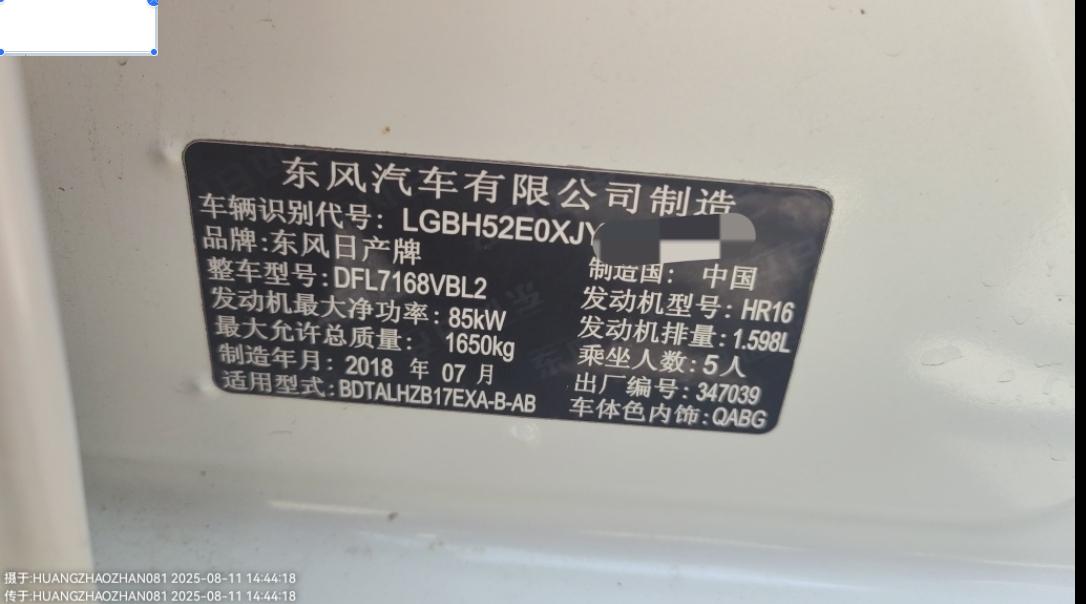 东风汽车有限公司制造
车辆识别代号: LGBH52E0XJY
品牌:东风日产牌 制造国: 中国
整车型号:DFL7168VBL2 发动机型号: HR16
发动机最大净功率: 85kW 发动机排量:1.598L
最大允许总质量: 1650kg 乘坐人数:5人
制造年月: 2018 年 07 月 出厂编号: 347039
适用型式:BDTALHZB17EXA-B-AB 车体色内饰:QABG
摄于:HUANGZHAOZHAN081 2025-08-11 14:44:18
传于:HUANGZHAOZHAN081 2025-08-11 14:44:18